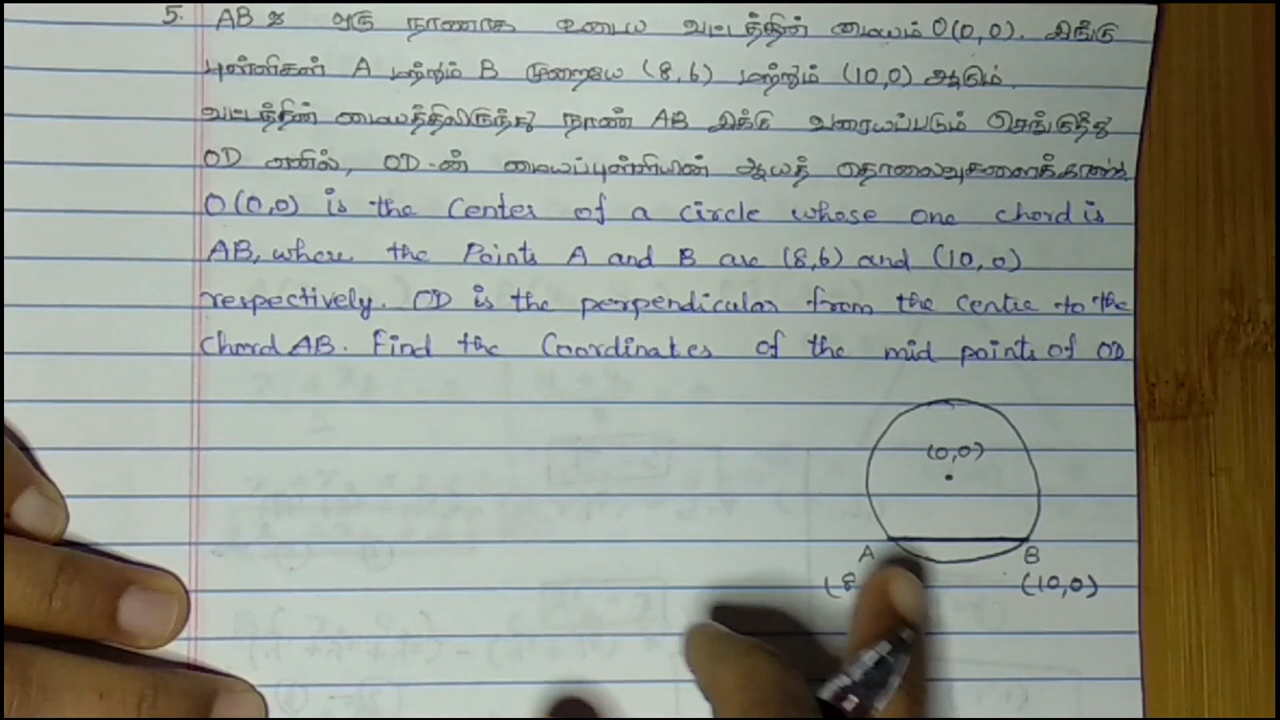 5. AB ஐ ஒரு நாணாக உடைய வட்டத்தின் மையம் O(0,0). இங்கு
புள்ளிகள் A மற்றும் B முறையே (8,6) மற்றும் (10,0) ஆகும்.
வட்டத்தின் மையத்திலிருந்து நாண் AB இக்கு வரையப்படும் செங்குத்து
OD எனில், OD-ன் மையப்புள்ளியின் ஆயத் தொலைவுகளைக்காண்க.
O(0,0) is the Center of a circle whose one chord is
AB, where the Points A and B are (8,6) and (10,0)
respectively. OD is the perpendicular from the centre to the
Chord AB. Find the Coordinates of the mid points of OD
(0,0)
A B
(8 (10,0)